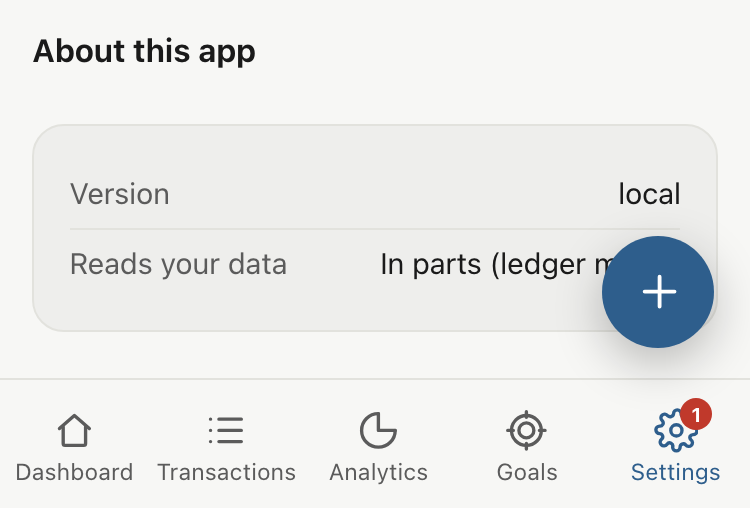 About this app
Version local
Reads your data In parts (ledger
1
Dashboard Transactions Analytics Goals Settings